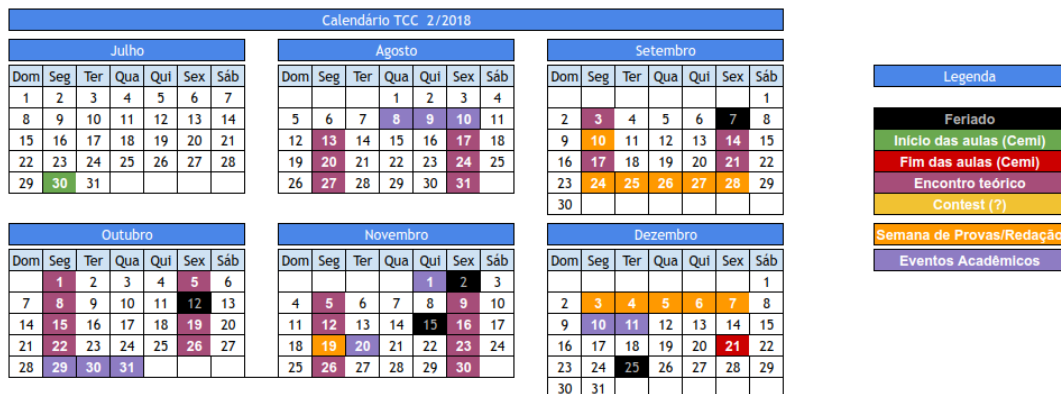 Calendário TCC 2/2018
Julho Agosto Setembro Legenda
Dom Seg Ter Qua Qui Sex Sáb Dom Seg Ter Qua Qui Sex Sáb Dom Seg Ter Qua Qui Sex Sáb
1 2 3 4 5 6 7 1 2 3 4 1
8 9 10 11 12 13 14 5 6 7 8 9 10 11 2 3 4 5 6 7 8 Feriado
15 16 17 18 19 20 21 12 13 14 15 16 17 18 9 10 11 12 13 14 15 Início das aulas (Cemi)
22 23 24 25 26 27 28 19 20 21 22 23 24 25 16 17 18 19 20 21 22 Fim das aulas (Cemi)
29 30 31 26 27 28 29 30 31 23 24 25 26 27 28 29 Encontro teórico
30 Contest (?)
Outubro Novembro Dezembro Semana de Provas/Redação
Dom Seg Ter Qua Qui Sex Sáb Dom Seg Ter Qua Qui Sex Sáb Dom Seg Ter Qua Qui Sex Sáb Eventos Acadêmicos
1 2 3 4 5 6 1 2 3 1
7 8 9 10 11 12 13 4 5 6 7 8 9 10 2 3 4 5 6 7 8
14 15 16 17 18 19 20 11 12 13 14 15 16 17 9 10 11 12 13 14 15
21 22 23 24 25 26 27 18 19 20 21 22 23 24 16 17 18 19 20 21 22
28 29 30 31 25 26 27 28 29 30 23 24 25 26 27 28 29
30 31